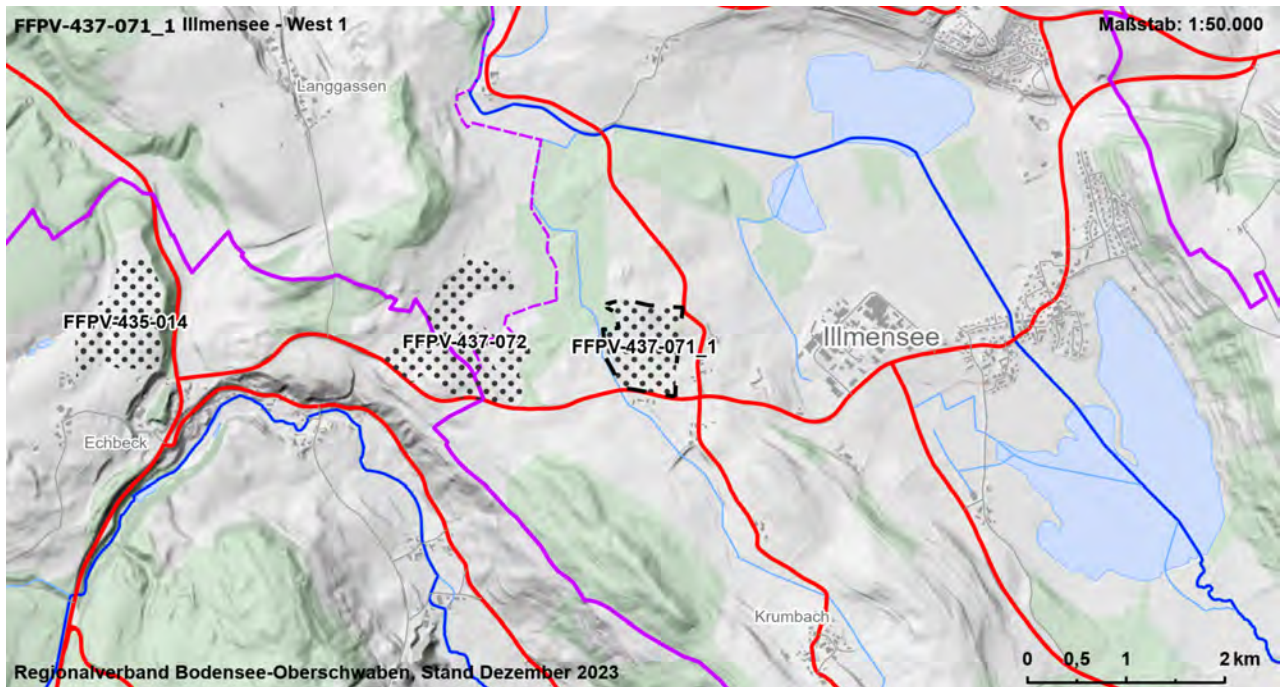 FFPV-437-071_1 Illmensee - West 1
Maßstab: 1:50.000
Langgassen
FFPV-435-014
FFPV-437-072
FFPV-437-071_1
Illmensee
Echbeck
Krumbach
Regionalverband Bodensee-Oberschwaben, Stand Dezember 2023
0 0,5 1 2 km